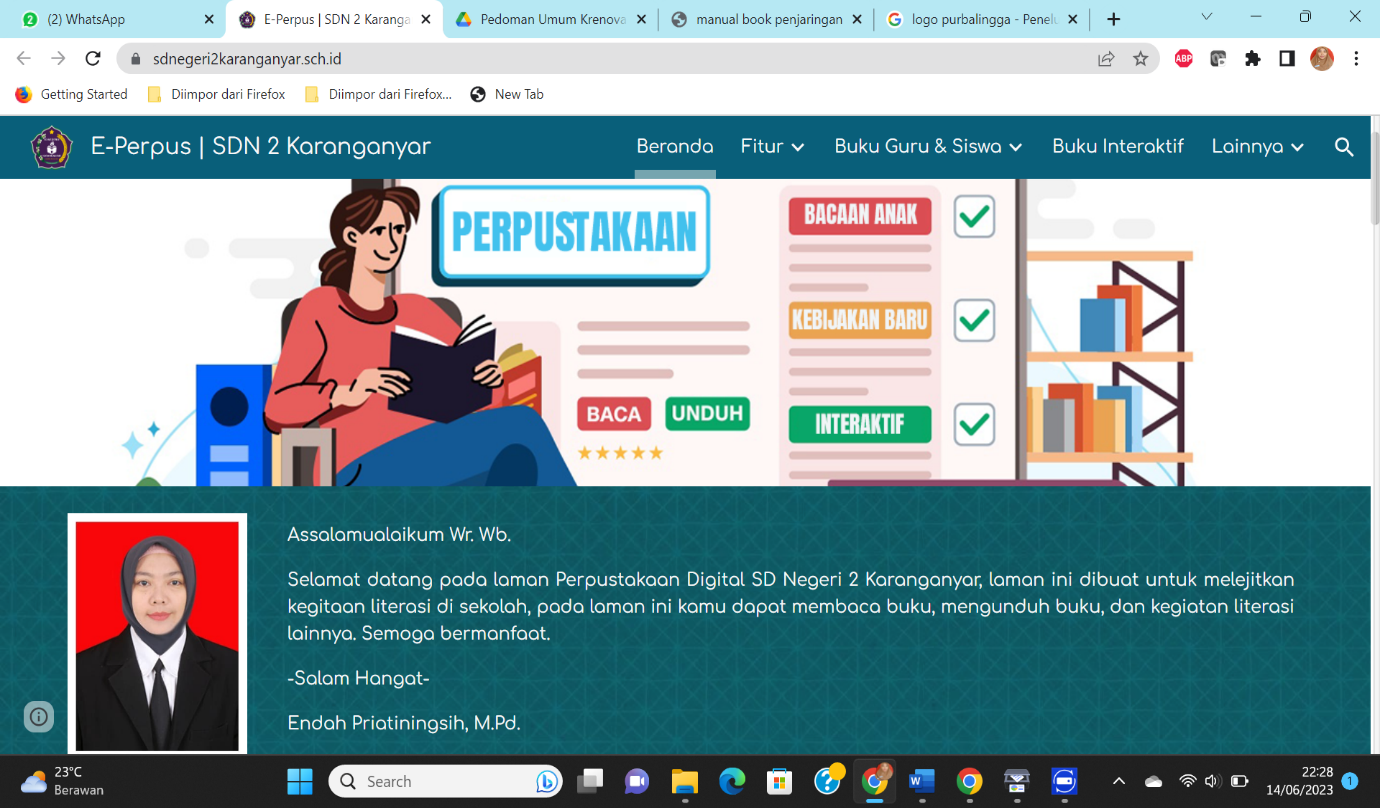 (2) WhatsApp
E-Perpus | SDN 2 Karanga
Pedoman Umum Krenova
manual book penjaringan
logo purbalingga - Penelu
sdnegeri2karanganyar.sch.id
ABP
Getting Started
Diimpor dari Firefox
Diimpor dari Firefox...
New Tab
E-Perpus | SDN 2 Karanganyar
Beranda
Fitur
Buku Guru & Siswa
Buku Interaktif
Lainnya
PERPUSTAKAAN
BACAAN ANAK
KEBIJAKAN BARU
BACA
UNDUH
INTERAKTIF
Assalamualaikum Wr. Wb.
Selamat datang pada laman Perpustakaan Digital SD Negeri 2 Karanganyar, laman ini dibuat untuk melejitkan
kegitaan literasi di sekolah, pada laman ini kamu dapat membaca buku, mengunduh buku, dan kegiatan literasi
lainnya. Semoga bermanfaat.
-Salam Hangat-
Endah Priatiningsih, M.Pd.
23°C
Berawan
Search
22:28
14/06/2023
1